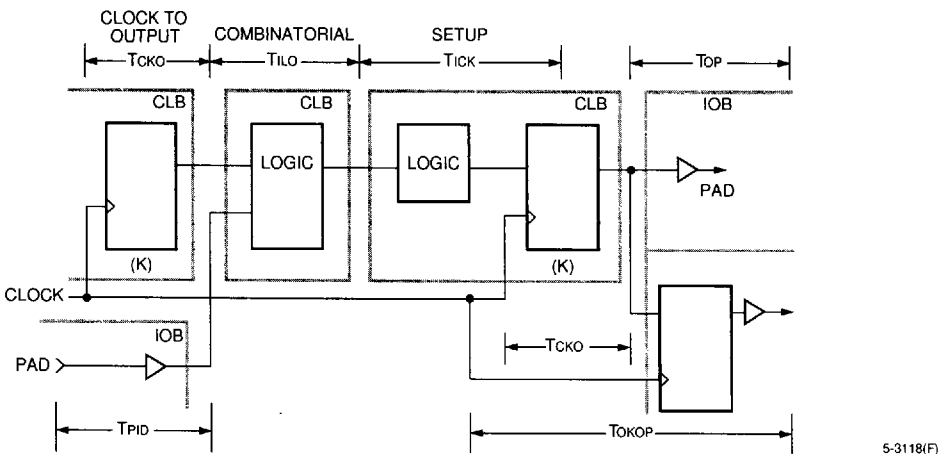 CLOCK TO
OUTPUT
COMBINATORIAL
SETUP
TCKO
TILO
TICK
TOP
CLB
CLB
CLB
IOB
LOGIC
LOGIC
PAD
(K)
(K)
CLOCK
IOB
PAD
TCKO
TPID
TOKOP
5-3118(F)